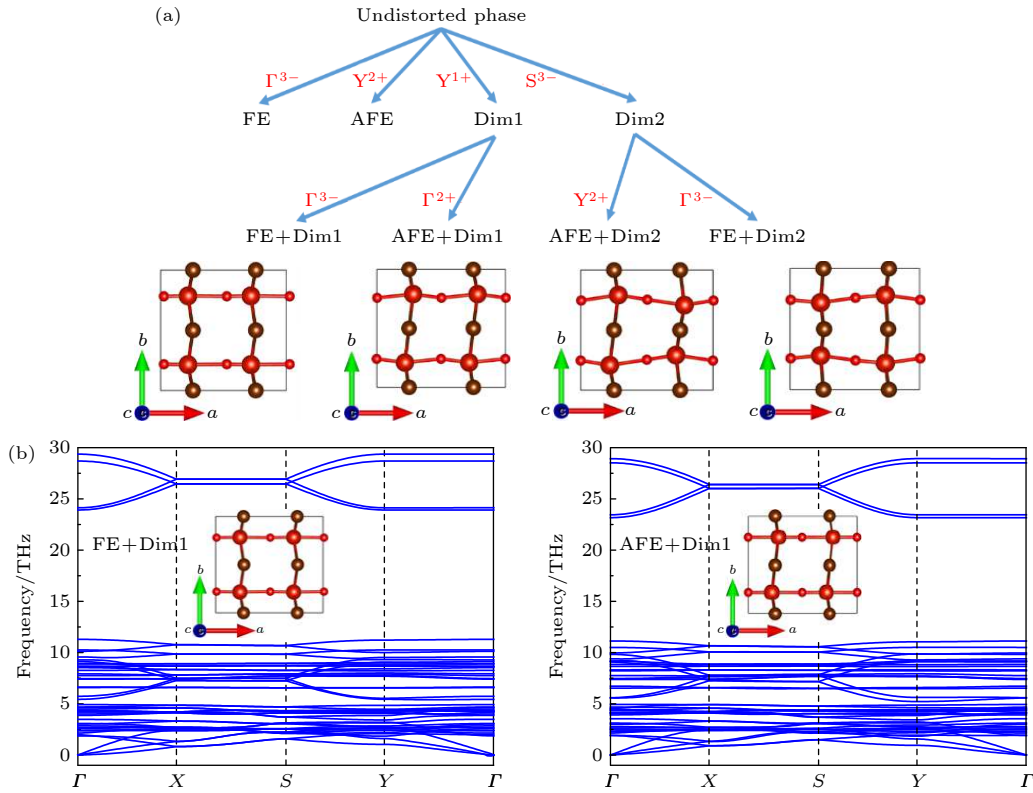 (a)
Undistorted phase
Γ³⁻ Y²⁺ Y¹⁺ S³⁻
FE AFE Dim1 Dim2
Γ³⁻ Γ²⁺ Y²⁺ Γ³⁻
FE+Dim1 AFE+Dim1 AFE+Dim2 FE+Dim2
b b b b
c a c a c a c a
(b)
30
25
20
15
10
5
0
Frequency/THz
FE+Dim1
b
c a
Γ X S Y Γ
30
25
20
15
10
5
0
Frequency/THz
AFE+Dim1
b
c a
Γ X S Y Γ